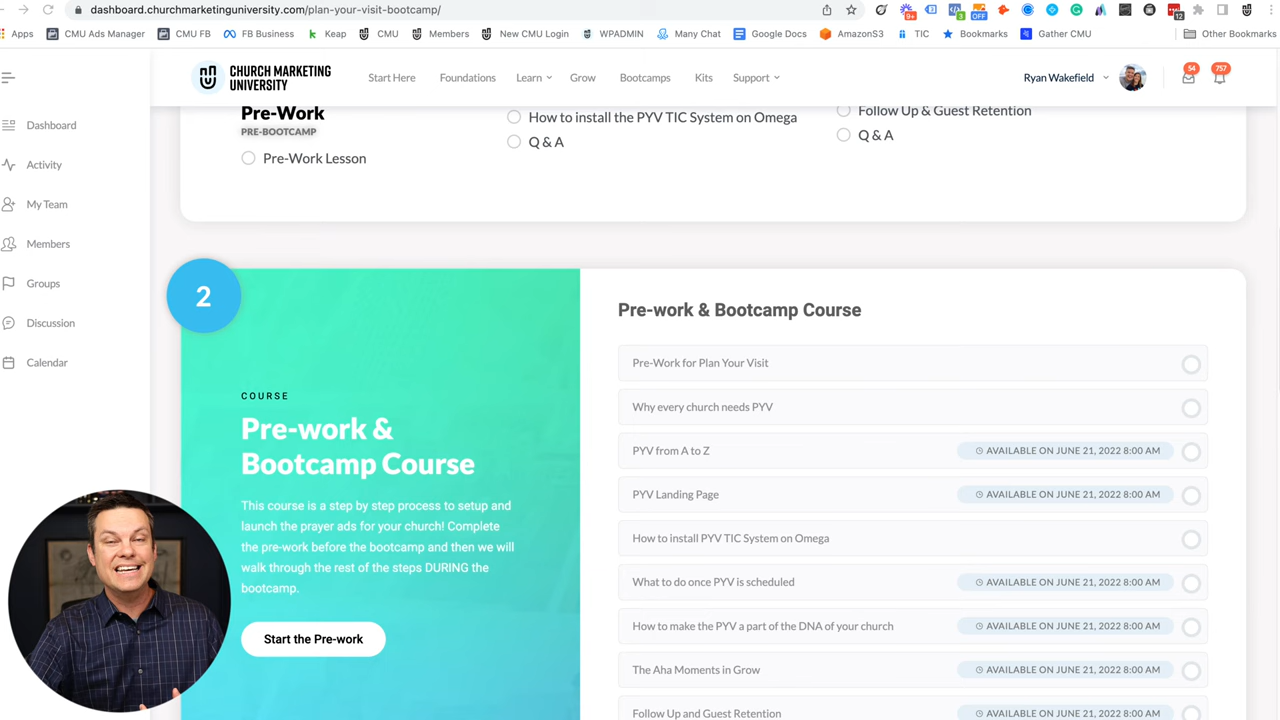 dashboard.churchmarketinguniversity.com/plan-your-visit-bootcamp/
9+
3
OFF
12
Apps
CMU Ads Manager
CMU FB
FB Business
Keap
CMU
Members
New CMU Login
WPADMIN
Many Chat
Google Docs
AmazonS3
TIC
Bookmarks
Gather CMU
Other Bookmarks
CHURCH MARKETING
UNIVERSITY
Start Here
Foundations
Learn
Grow
Bootcamps
Kits
Support
Ryan Wakefield
54
757
Dashboard
Activity
My Team
Members
Groups
Discussion
Calendar
Pre-Work
PRE-BOOTCAMP
Pre-Work Lesson
How to install the PYV TIC System on Omega
Q & A
Follow Up & Guest Retention
Q & A
2
COURSE
Pre-work &
Bootcamp Course
This course is a step by step process to setup and
launch the prayer ads for your church! Complete
the pre-work before the bootcamp and then we will
walk through the rest of the steps DURING the
bootcamp.
Start the Pre-work
Pre-work & Bootcamp Course
Pre-Work for Plan Your Visit
Why every church needs PYV
PYV from A to Z AVAILABLE ON JUNE 21, 2022 8:00 AM
PYV Landing Page AVAILABLE ON JUNE 21, 2022 8:00 AM
How to install PYV TIC System on Omega
What to do once PYV is scheduled AVAILABLE ON JUNE 21, 2022 8:00 AM
How to make the PYV a part of the DNA of your church AVAILABLE ON JUNE 21, 2022 8:00 AM
The Aha Moments in Grow AVAILABLE ON JUNE 21, 2022 8:00 AM
Follow Up and Guest Retention AVAILABLE ON JUNE 21, 2022 8:00 AM